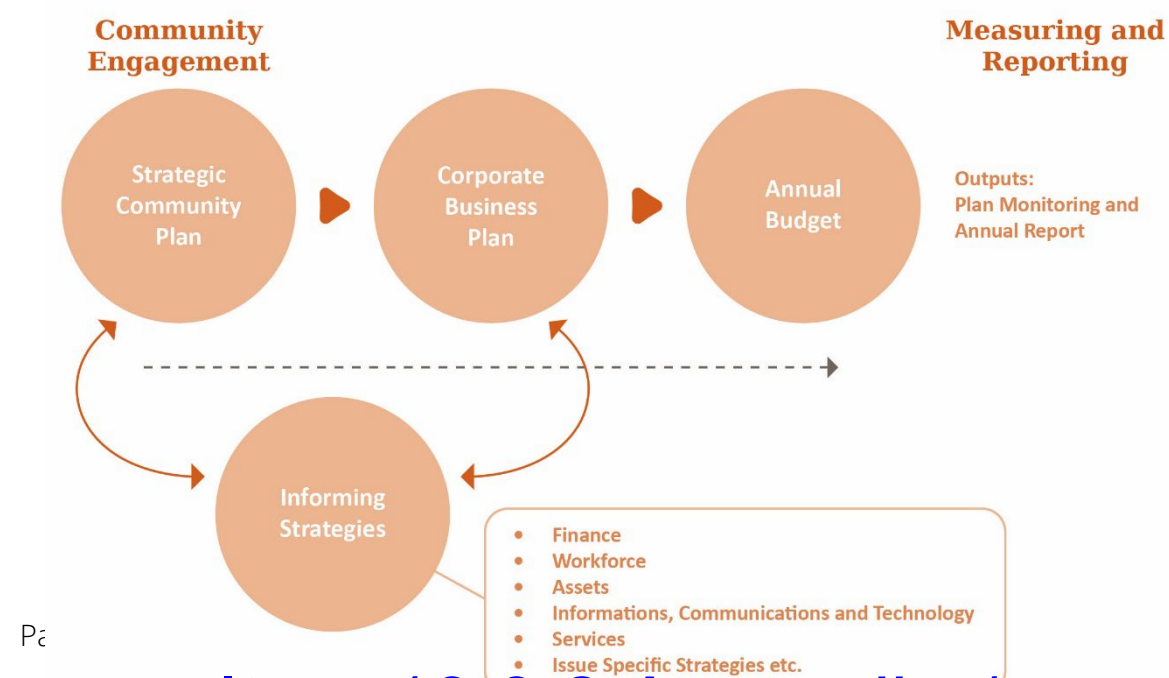 Community
Engagement
Measuring and
Reporting
Strategic
Community
Plan
Corporate
Business
Plan
Annual
Budget
Outputs:
Plan Monitoring and
Annual Report
Informing
Strategies
• Finance
• Workforce
• Assets
• Informations, Communications and Technology
• Services
• Issue Specific Strategies etc.